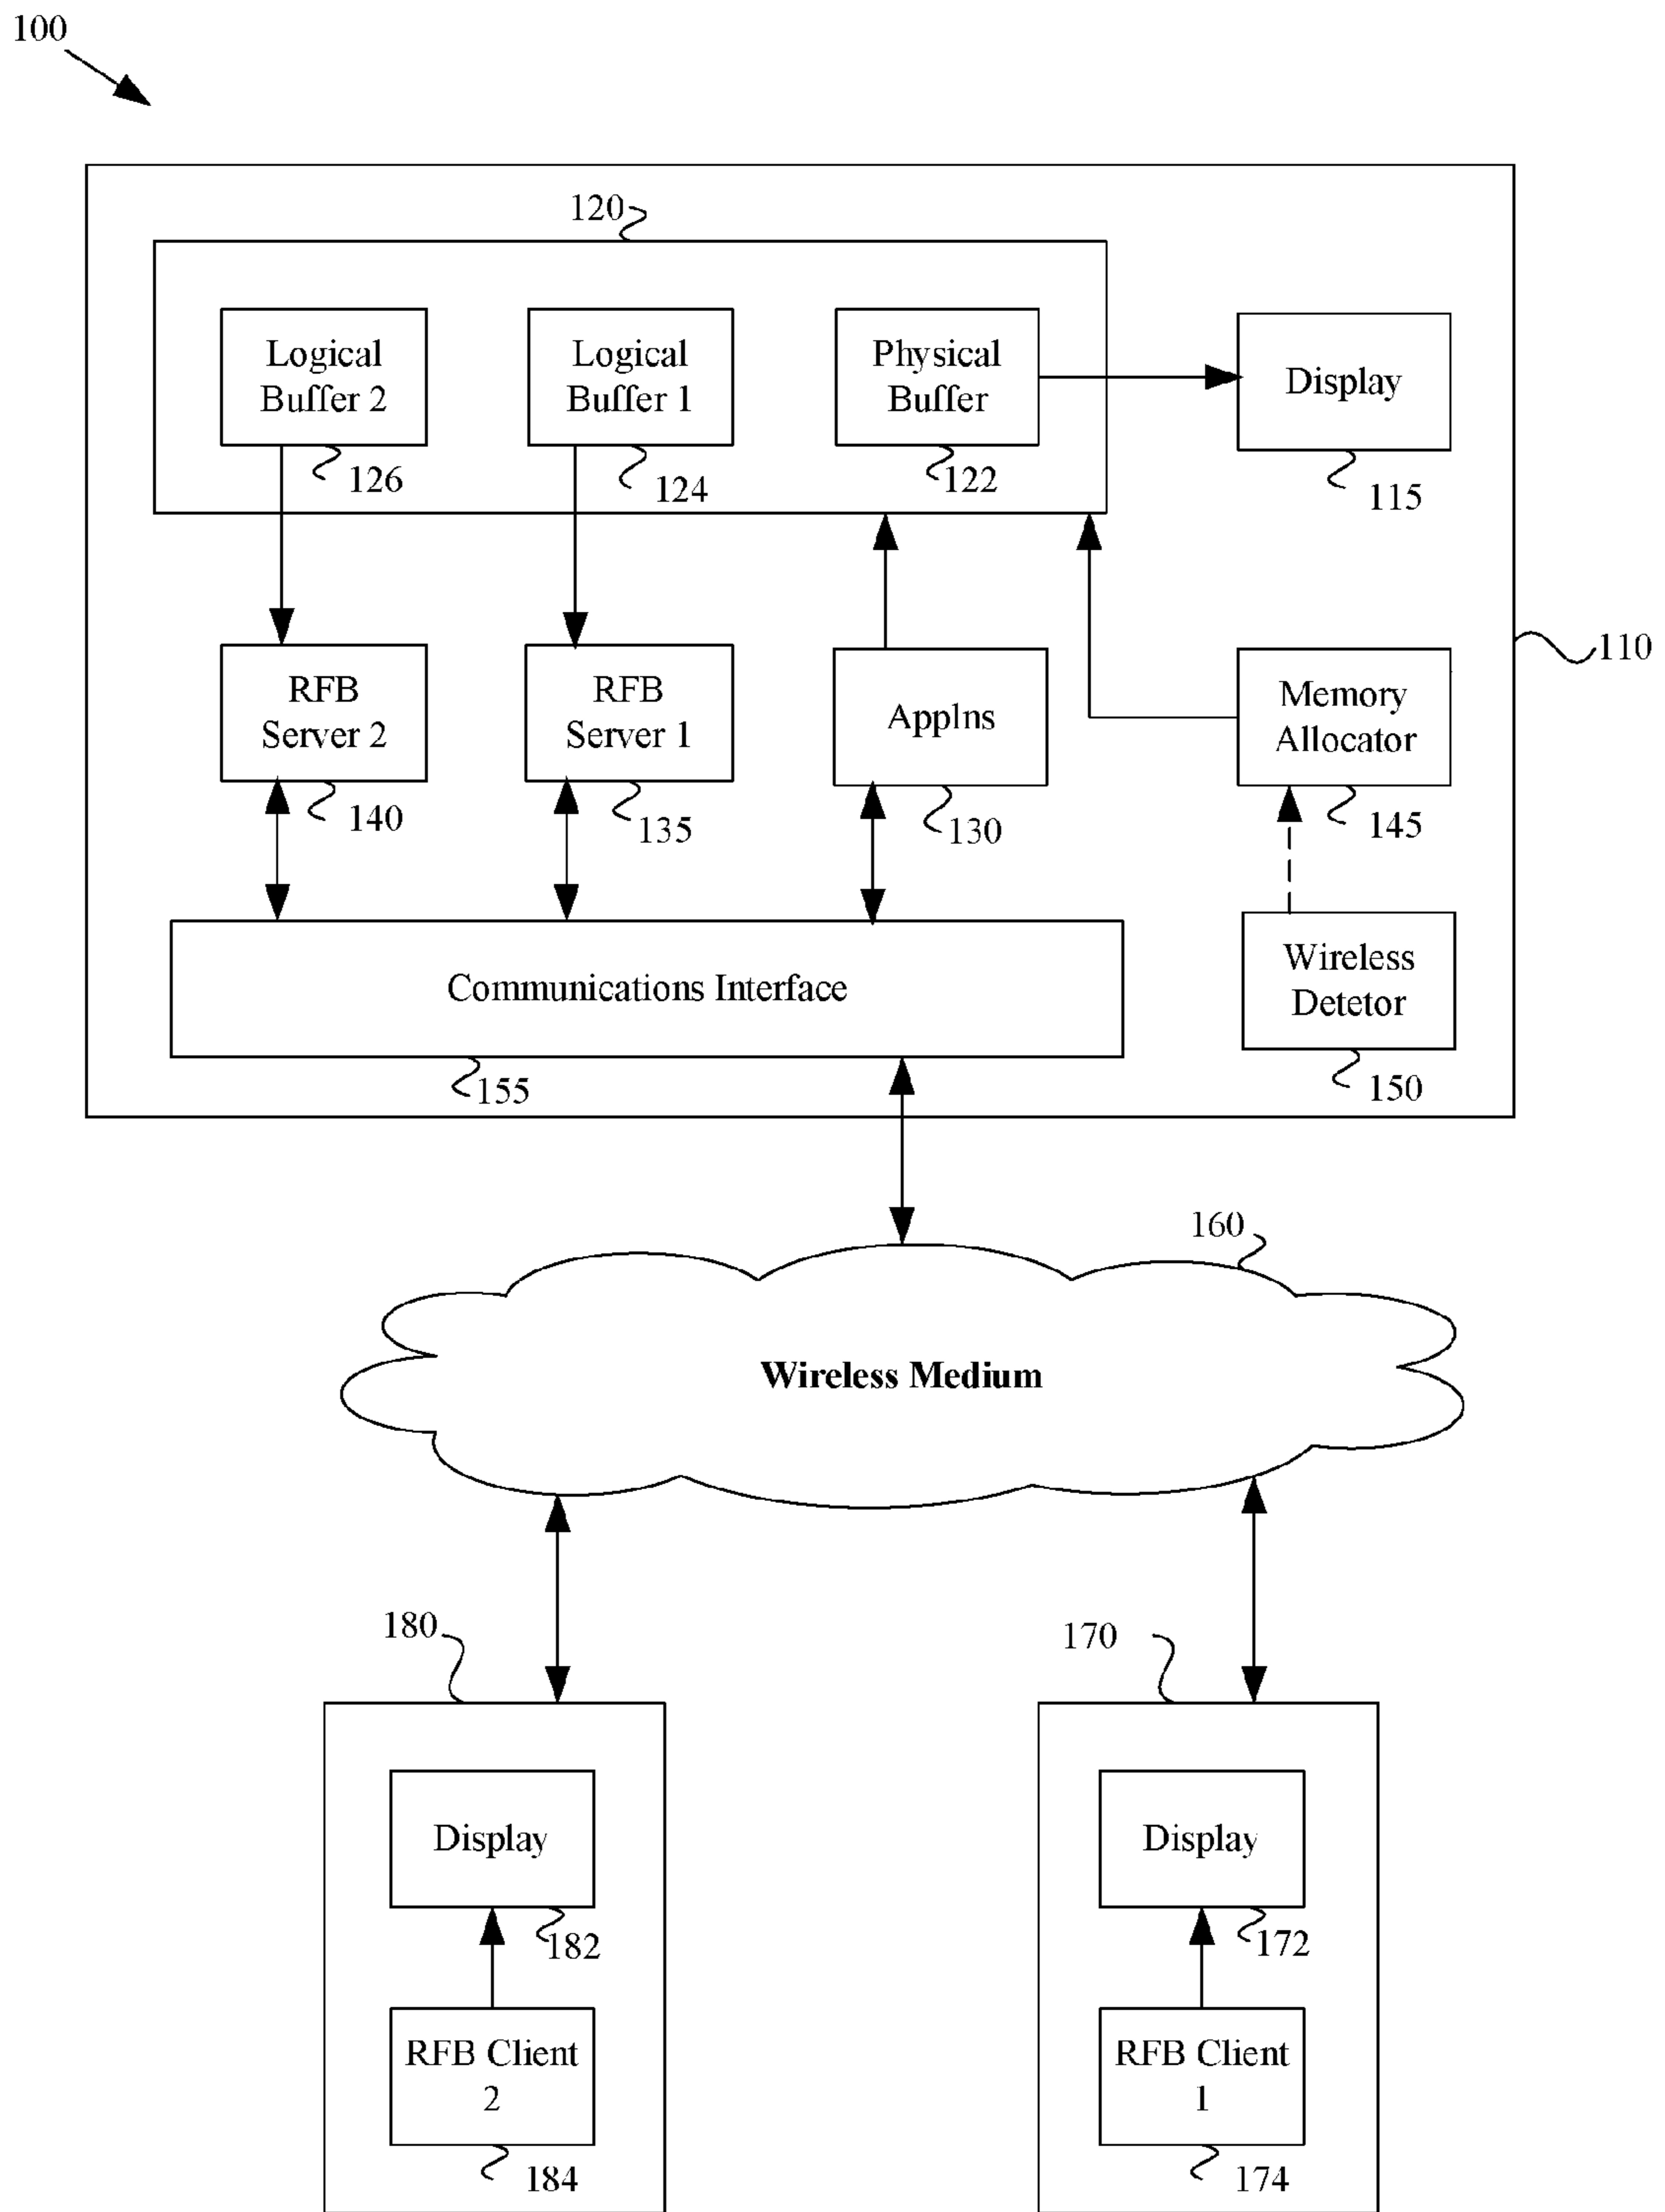 100
120
Logical
Buffer 2
Logical
Buffer 1
Physical
Buffer
Display
126
124
122
115
110
RFB
Server 2
RFB
Server 1
Applns
Memory
Allocator
140
135
130
145
Communications Interface
Wireless
Detetor
155
150
160
Wireless Medium
180
170
Display
Display
182
172
RFB Client
2
RFB Client
1
184
174